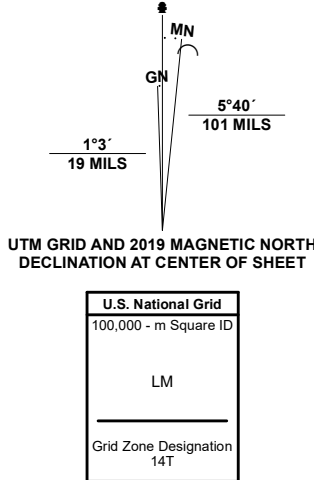 MN
GN
5°40´
101 MILS
1°3´
19 MILS
UTM GRID AND 2019 MAGNETIC NORTH
DECLINATION AT CENTER OF SHEET
U.S. National Grid
100,000 - m Square ID
LM
Grid Zone Designation
14T